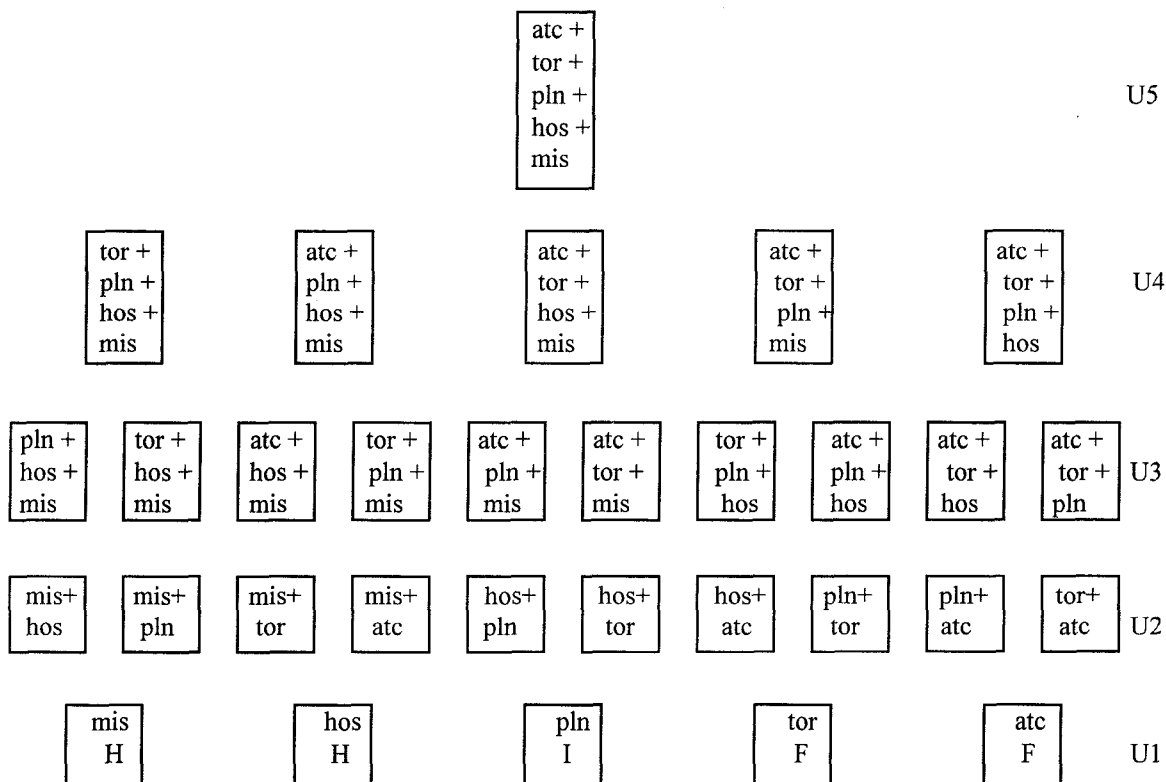 atc +
tor +
pln +
hos +
mis
U5
tor +
pln +
hos +
mis
atc +
pln +
hos +
mis
atc +
tor +
hos +
mis
atc +
tor +
pln +
mis
atc +
tor +
pln +
hos
U4
pln +
hos +
mis
tor +
hos +
mis
atc +
hos +
mis
tor +
pln +
mis
atc +
pln +
mis
atc +
tor +
mis
tor +
pln +
hos
atc +
pln +
hos
atc +
tor +
hos
atc +
tor +
pln
U3
mis+
hos
mis+
pln
mis+
tor
mis+
atc
hos+
pln
hos+
tor
hos+
atc
pln+
tor
pln+
atc
tor+
atc
U2
mis
H
hos
H
pln
I
tor
F
atc
F
U1